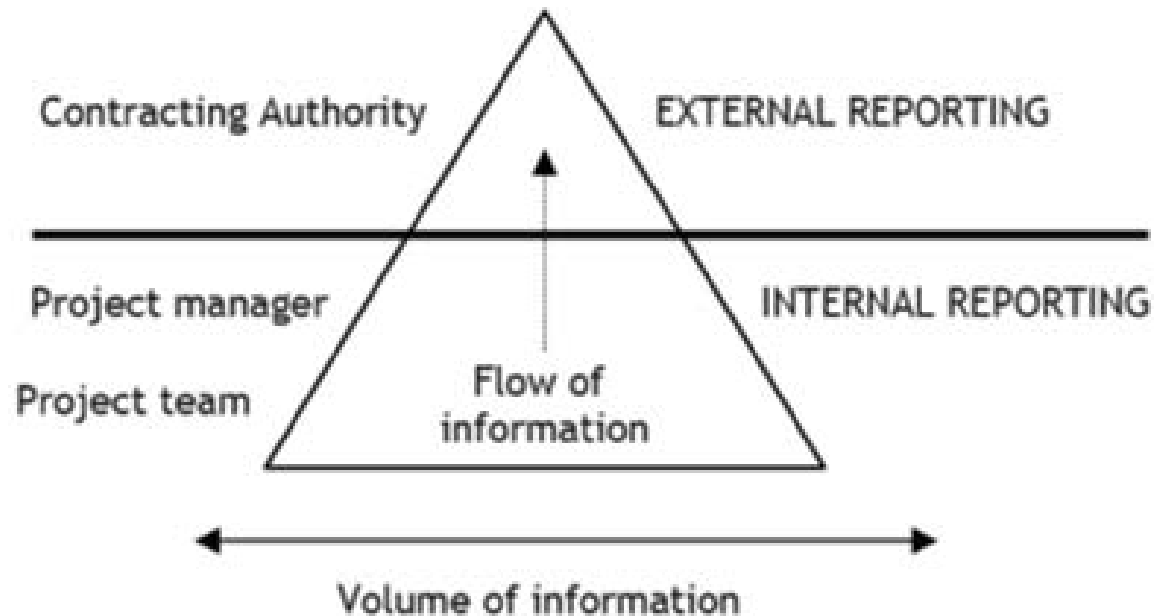 Contracting Authority
EXTERNAL REPORTING
Project manager
INTERNAL REPORTING
Project team
Flow of
information
Volume of information